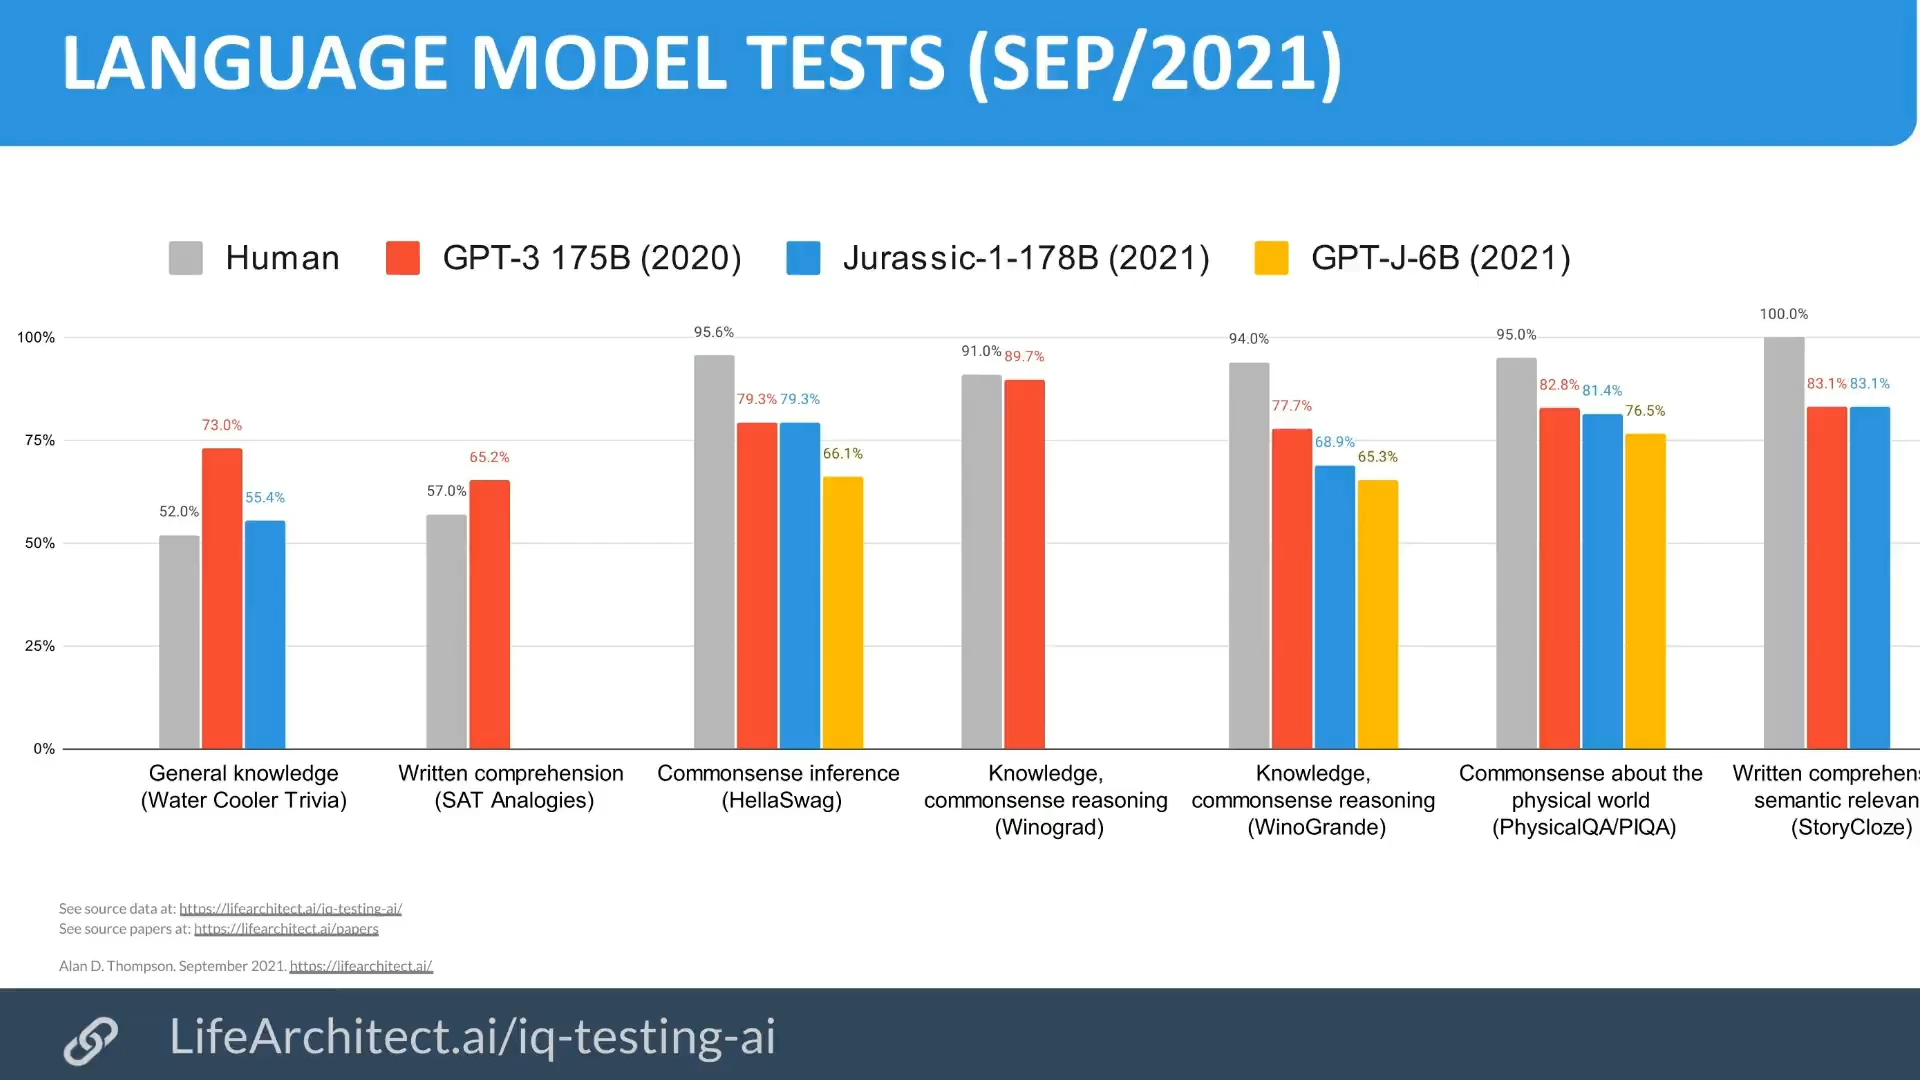 LANGUAGE MODEL TESTS (SEP/2021)
Human GPT-3 175B (2020) Jurassic-1-178B (2021) GPT-J-6B (2021)
100%
75%
50%
25%
0%
52.0% 73.0% 55.4%
57.0% 65.2%
95.6% 79.3% 79.3% 66.1%
91.0% 89.7%
94.0% 77.7% 68.9% 65.3%
95.0% 82.8% 81.4% 76.5%
100.0% 83.1% 83.1%
General knowledge
(Water Cooler Trivia)
Written comprehension
(SAT Analogies)
Commonsense inference
(HellaSwag)
Knowledge,
commonsense reasoning
(Winograd)
Knowledge,
commonsense reasoning
(WinoGrande)
Commonsense about the
physical world
(PhysicalQA/PIQA)
Written comprehens
semantic relevan
(StoryCloze)
See source data at: https://lifearchitect.ai/iq-testing-ai/
See source papers at: https://lifearchitect.ai/papers
Alan D. Thompson. September 2021. https://lifearchitect.ai/
LifeArchitect.ai/iq-testing-ai